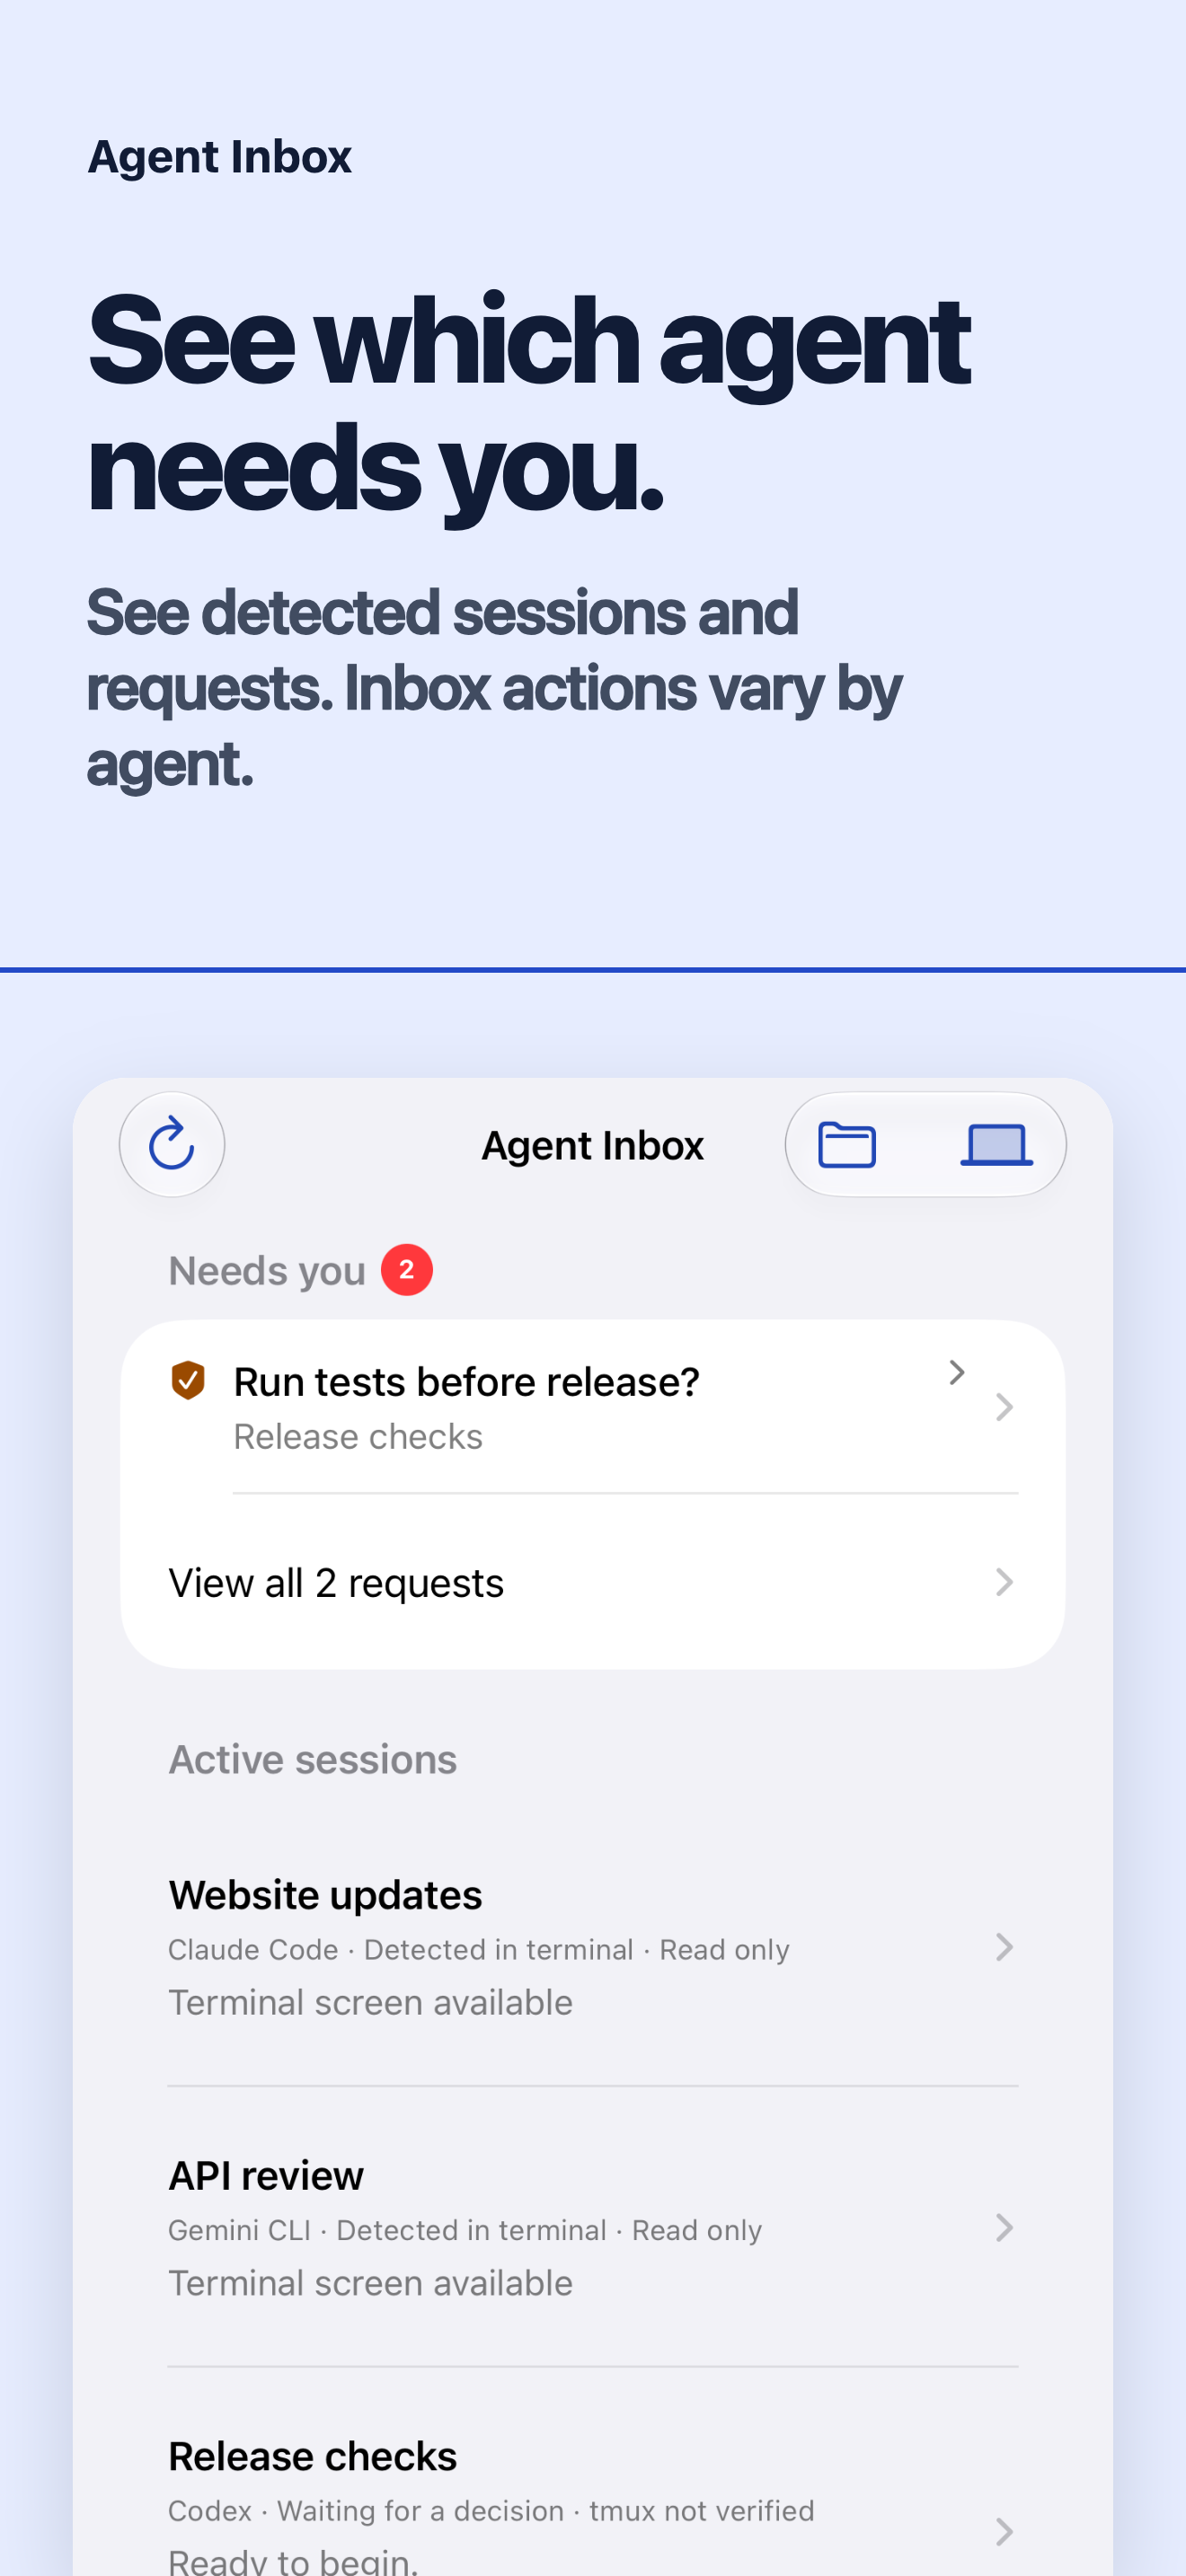 Agent Inbox
See which agent
needs you.
See detected sessions and
requests. Inbox actions vary by
agent.
Agent Inbox
Needs you 2
Run tests before release?
Release checks
View all 2 requests
Active sessions
Website updates
Claude Code · Detected in terminal · Read only
Terminal screen available
API review
Gemini CLI · Detected in terminal · Read only
Terminal screen available
Release checks
Codex · Waiting for a decision · tmux not verified
Ready to begin.